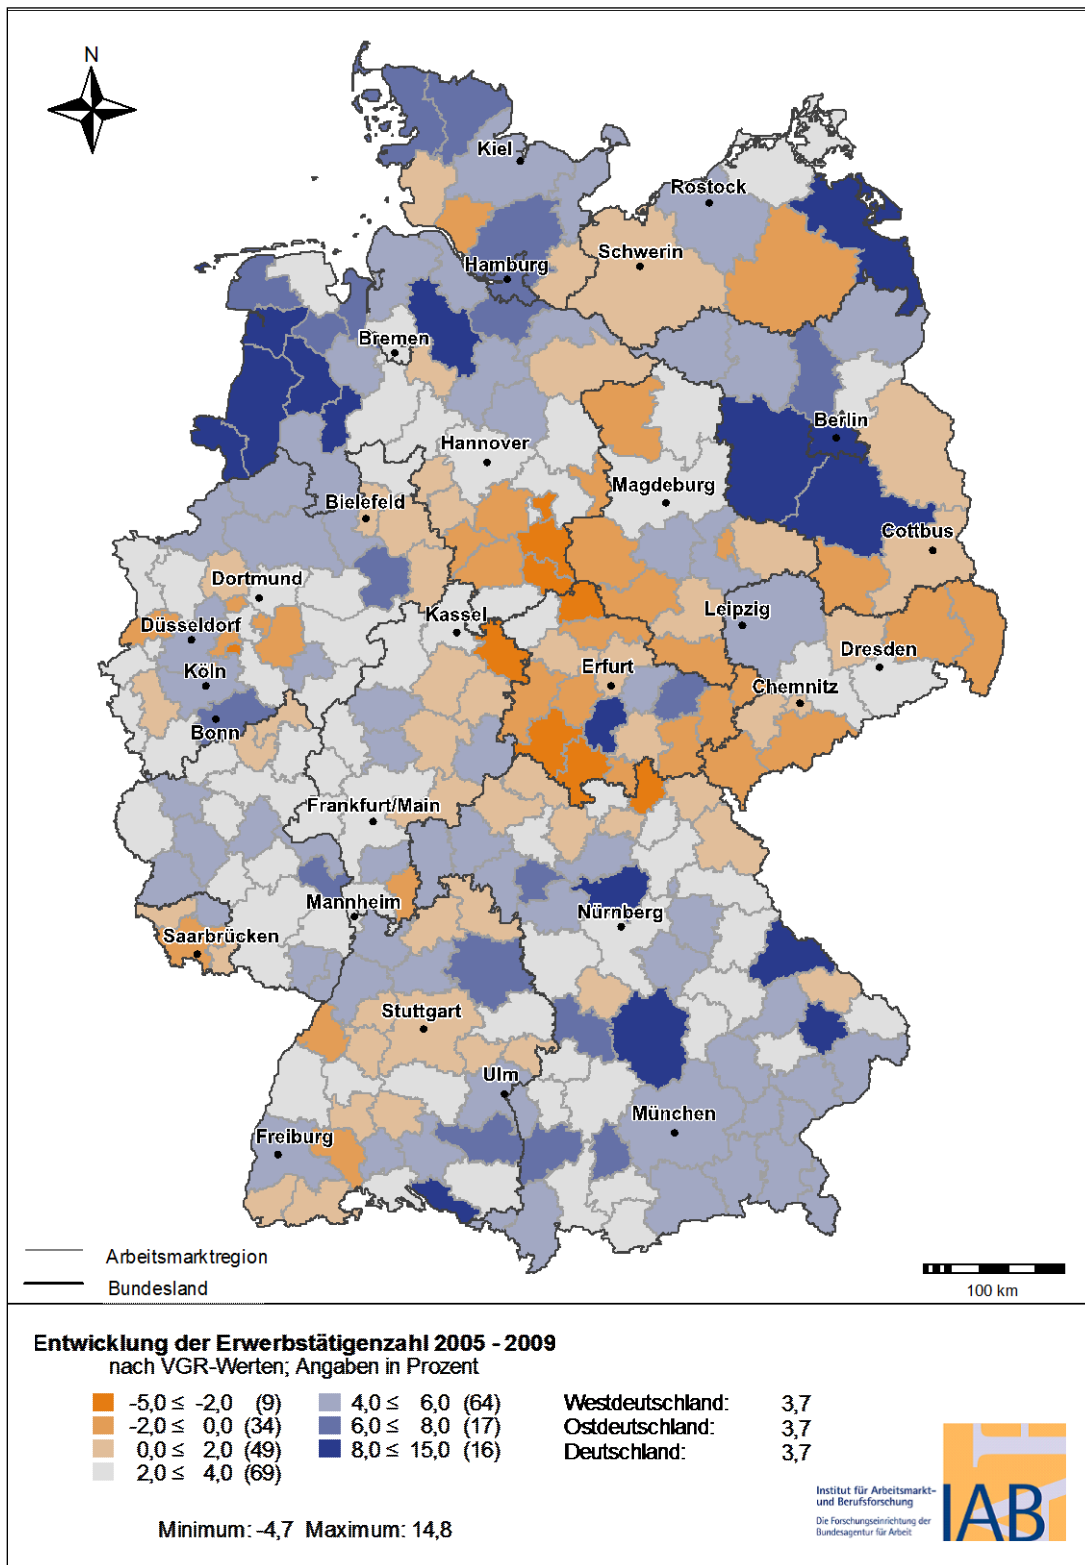 N
Kiel
Rostock
Schwerin
Hamburg
Bremen
Berlin
Hannover
Magdeburg
Bielefeld
Cottbus
Dortmund
Kassel
Leipzig
Düsseldorf
Dresden
Köln
Erfurt
Chemnitz
Bonn
Frankfurt/Main
Mannheim
Nürnberg
Saarbrücken
Stuttgart
Ulm
München
Freiburg
Arbeitsmarktregion
Bundesland
100 km
Entwicklung der Erwerbstätigenzahl 2005 - 2009
nach VGR-Werten; Angaben in Prozent
-5,0 ≤ -2,0 (9)
-2,0 ≤ 0,0 (34)
0,0 ≤ 2,0 (49)
2,0 ≤ 4,0 (69)
4,0 ≤ 6,0 (64)
6,0 ≤ 8,0 (17)
8,0 ≤ 15,0 (16)
Westdeutschland: 3,7
Ostdeutschland: 3,7
Deutschland: 3,7
Minimum: -4,7 Maximum: 14,8
Institut für Arbeitsmarkt-
und Berufsforschung
Die Forschungseinrichtung der
Bundesagentur für Arbeit
IAB